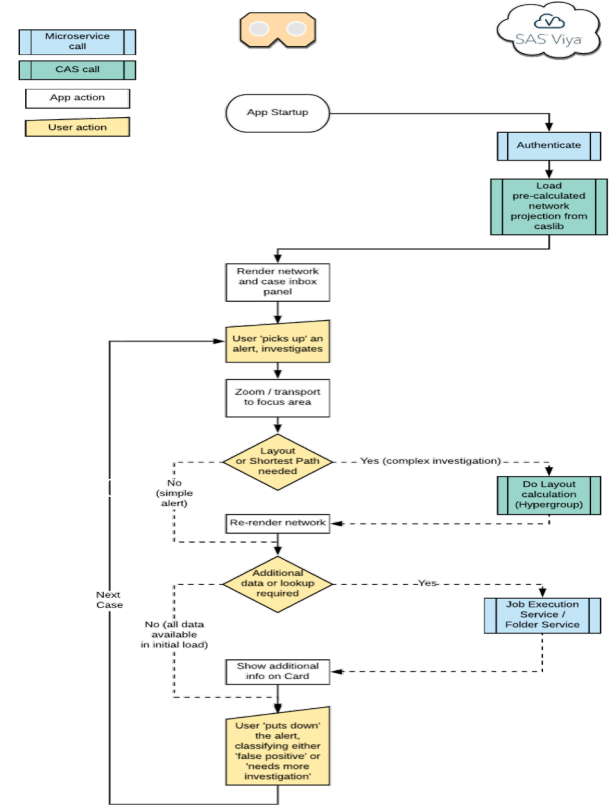 Microservice
call
CAS call
App action
User action
SAS Viya
App Startup
Authenticate
Load
pre-calculated
network
projection from
caslib
Render network
and case inbox
panel
User 'picks up' an
alert, investigates
Zoom / transport
to focus area
Layout
or Shortest Path
needed
Yes (complex investigation)
No
(simple
alert)
Do Layout
calculation
(Hypergroup)
Re-render network
Additional
data or lookup
required
Yes
Next
Case
No (all data
available
in initial load)
Job Execution
Service /
Folder Service
Show additional
info on Card
User 'puts down'
the alert,
classifying either
'false positive' or
'needs more
investigation'